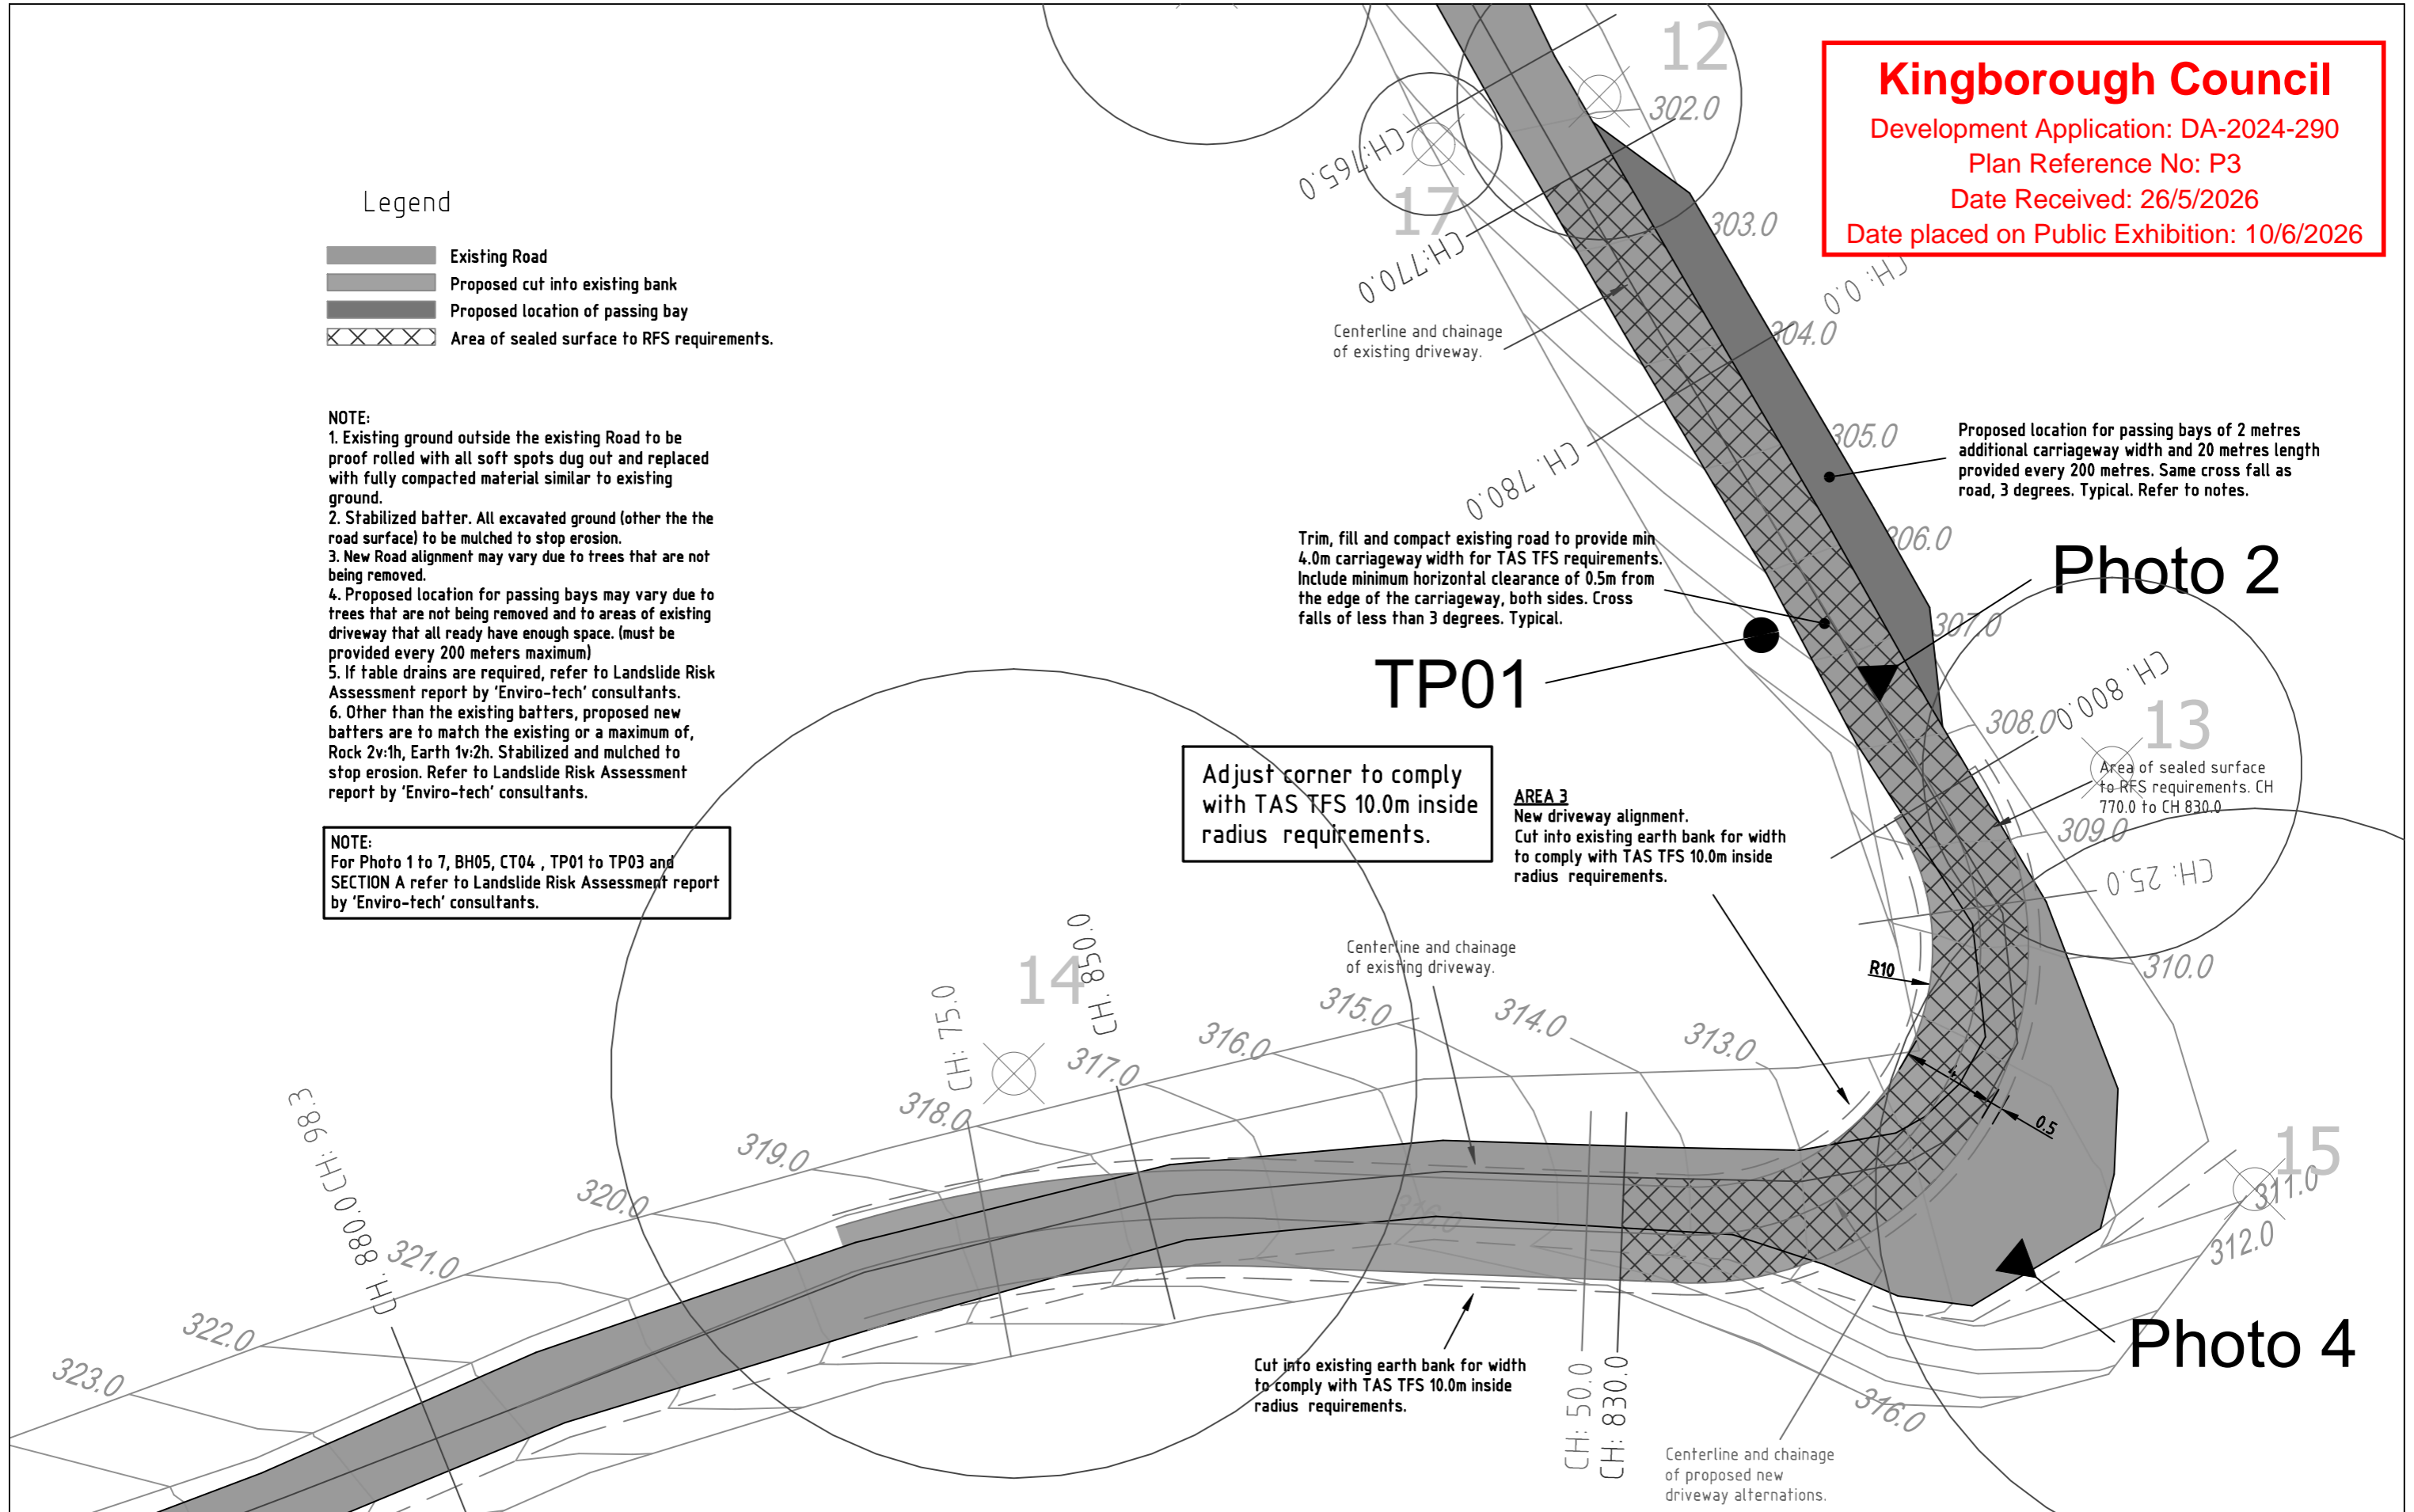 Kingborough Council
Development Application: DA-2024-290
Plan Reference No: P3
Date Received: 26/5/2026
Date placed on Public Exhibition: 10/6/2026
12
302.0
CH:765.0
17
303.0
CH:770.0
CH: 0.0
Legend
Existing Road
Proposed cut into existing bank
Proposed location of passing bay
Area of sealed surface to RFS requirements.
Centerline and chainage
of existing driveway.
304.0
NOTE:
1. Existing ground outside the existing Road to be
proof rolled with all soft spots dug out and replaced
with fully compacted material similar to existing
ground.
2. Stabilized batter. All excavated ground (other the the
road surface) to be mulched to stop erosion.
3. New Road alignment may vary due to trees that are not
being removed.
4. Proposed location for passing bays may vary due to
trees that are not being removed and to areas of existing
driveway that all ready have enough space. (must be
provided every 200 meters maximum)
5. If table drains are required, refer to Landslide Risk
Assessment report by 'Enviro-tech' consultants.
6. Other than the existing batters, proposed new
batters are to match the existing or a maximum of,
Rock 2v:1h, Earth 1v:2h. Stabilized and mulched to
stop erosion. Refer to Landslide Risk Assessment
report by 'Enviro-tech' consultants.
NOTE:
For Photo 1 to 7, BH05, CT04 , TP01 to TP03 and
SECTION A refer to Landslide Risk Assessment report
by 'Enviro-tech' consultants.
305.0
Proposed location for passing bays of 2 metres
additional carriageway width and 20 metres length
provided every 200 metres. Same cross fall as
road, 3 degrees. Typical. Refer to notes.
CH. 780.0
306.0
Trim, fill and compact existing road to provide min
4.0m carriageway width for TAS TFS requirements.
Include minimum horizontal clearance of 0.5m from
the edge of the carriageway, both sides. Cross
falls of less than 3 degrees. Typical.
Photo 2
307.0
TP01
CH. 800.0
308.0
13
Area of sealed surface
to RFS requirements. CH
770.0 to CH 830.0
Adjust corner to comply
with TAS TFS 10.0m inside
radius requirements.
AREA 3
New driveway alignment.
Cut into existing earth bank for width
to comply with TAS TFS 10.0m inside
radius requirements.
309.0
CH: 25.0
310.0
R10
Centerline and chainage
of existing driveway.
14
CH. 850.0
CH: 75.0
315.0
314.0
313.0
316.0
317.0
318.0
319.0
320.0
321.0
322.0
323.0
CH: 98.3
CH. 880.0
0.5
15
311.0
312.0
316.0
Photo 4
Cut into existing earth bank for width
to comply with TAS TFS 10.0m inside
radius requirements.
CH: 50.0
CH: 830.0
316.0
Centerline and chainage
of proposed new
driveway alternations.